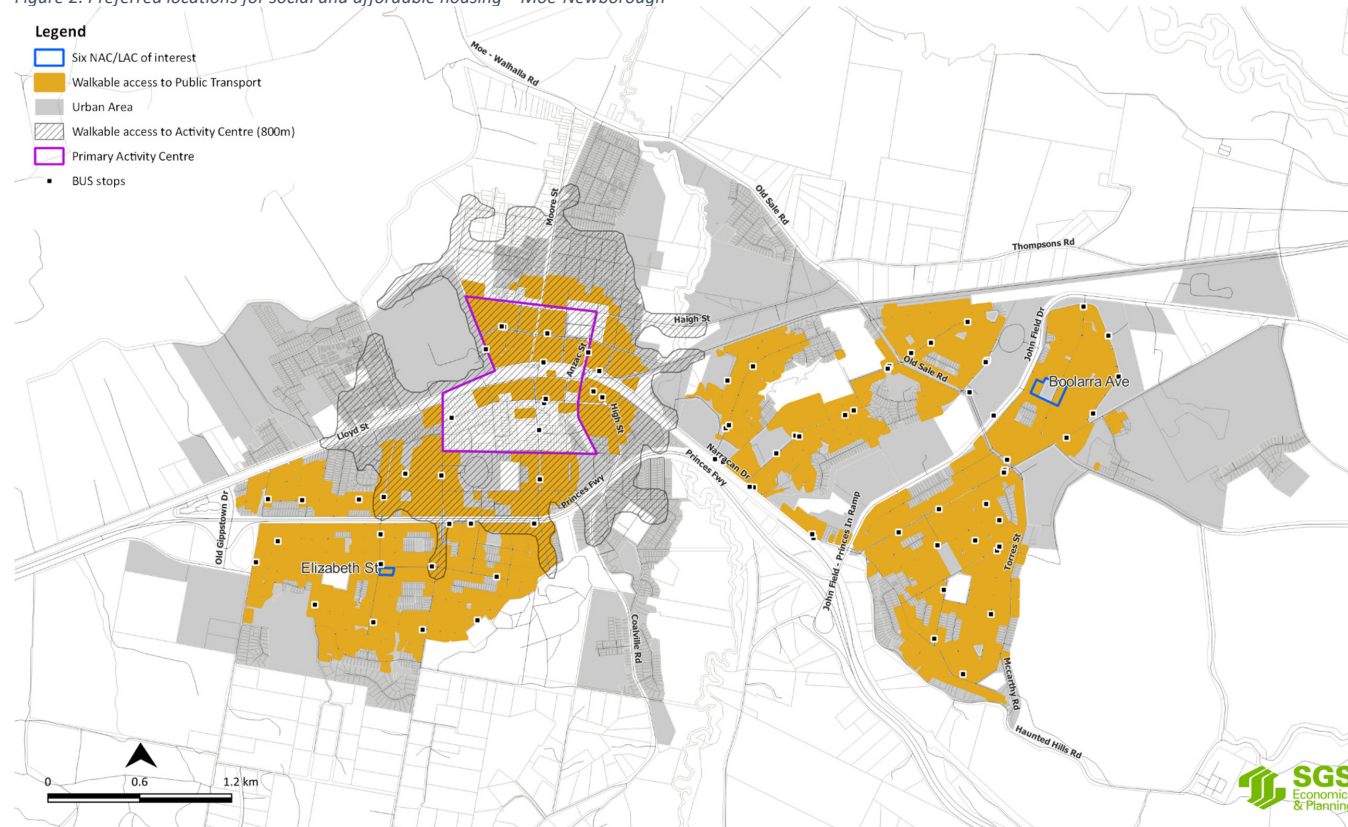 Figure 2: Preferred locations for social and affordable housing – Moe-Newborough
Legend
Six NAC/LAC of interest
Walkable access to Public Transport
Urban Area
Walkable access to Activity Centre (800m)
Primary Activity Centre
BUS stops
Moe - Walhalla Rd
Moore St
Old Sale Rd
Thompsons Rd
Haigh St
Anzac St
John Field Dr
Old Sale Rd
Boolarra Ave
High St
Lloyd St
Narracan Dr
Princes Fwy
Princes Fwy
Old Gippstown Dr
John Field - Princes In Ramp
Torres St
Elizabeth St
Coalville Rd
Mccarthy Rd
Haunted Hills Rd
0 0.6 1.2 km
SGS
Economics
& Planning